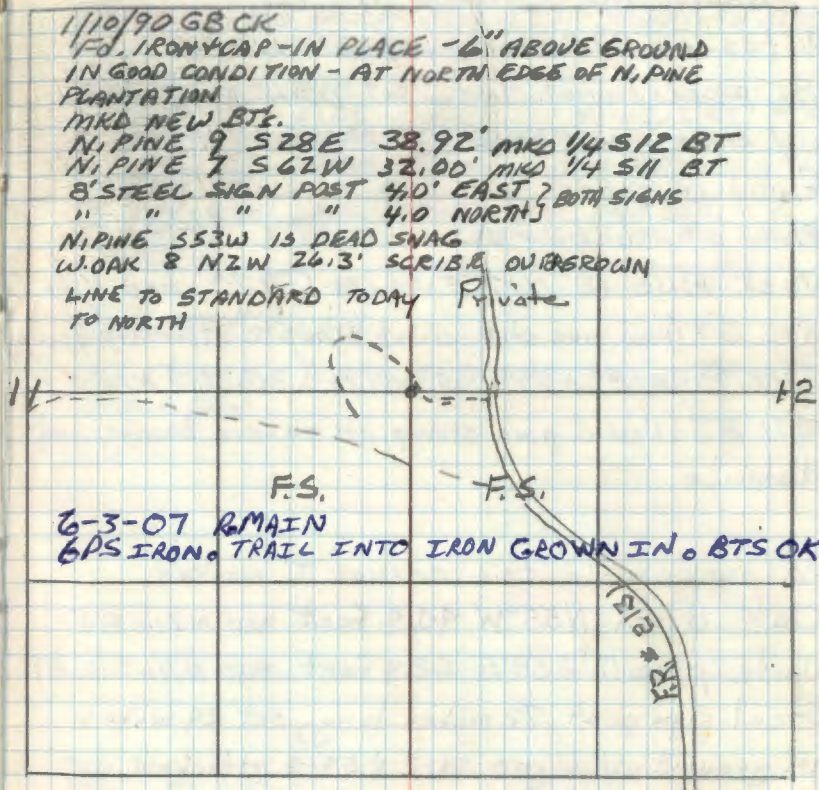 1/10/90 GB CK
Fd. IRON & CAP - IN PLACE - 6" ABOVE GROUND
IN GOOD CONDITION - AT NORTH EDGE OF N. PINE
PLANTATION
MKD NEW BTs.
N. PINE 9 S28E 38.92' MKD 1/4 S12 BT
N. PINE 7 S62W 32.00' MKD 1/4 S11 BT
8' STEEL SIGN POST 4.0' EAST } BOTH SIGNS
" " " " 4.0 NORTH }
N. PINE S53W IS DEAD SNAG
W. OAK 8 N2W 26.3' SCRIBE OVERGROWN
LINE TO STANDARD TODAY Private
TO NORTH
11 12
F.S. F.S.
6-3-07 R.MAIN
GPS IRON. TRAIL INTO IRON GROWN IN. BTS OK
F.R. # 2131